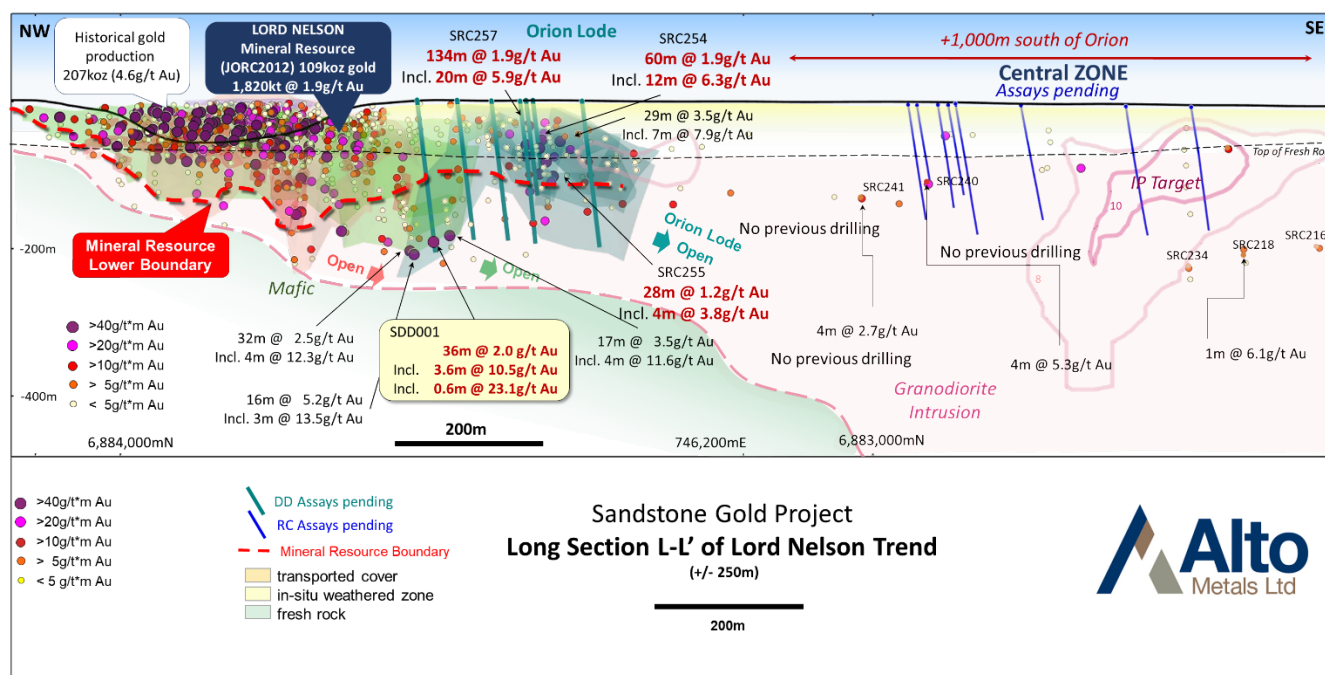 NW
SE
Historical gold
production
207koz (4.6g/t Au)
LORD NELSON
Mineral Resource
(JORC2012) 109koz gold
1,820kt @ 1.9g/t Au
SRC257
134m @ 1.9g/t Au
Incl. 20m @ 5.9g/t Au
Orion Lode
SRC254
60m @ 1.9g/t Au
Incl. 12m @ 6.3g/t Au
29m @ 3.5g/t Au
Incl. 7m @ 7.9g/t Au
+1,000m south of Orion
Central ZONE
Assays pending
Top of Fresh Ro
IP Target
10
8
SRC241
SRC240
No previous drilling
No previous drilling
SRC234
SRC218
SRC216
-200m
Mineral Resource
Lower Boundary
Mafic
Open
Open
Orion Lode
Open
SRC255
28m @ 1.2g/t Au
Incl. 4m @ 3.8g/t Au
>40g/t*m Au
>20g/t*m Au
>10g/t*m Au
> 5g/t*m Au
< 5g/t*m Au
32m @ 2.5g/t Au
Incl. 4m @ 12.3g/t Au
SDD001
36m @ 2.0 g/t Au
Incl. 3.6m @ 10.5g/t Au
Incl. 0.6m @ 23.1g/t Au
17m @ 3.5g/t Au
Incl. 4m @ 11.6g/t Au
4m @ 2.7g/t Au
No previous drilling
4m @ 5.3g/t Au
1m @ 6.1g/t Au
-400m
16m @ 5.2g/t Au
Incl. 3m @ 13.5g/t Au
Granodiorite
Intrusion
6,884,000mN
200m
746,200mE
6,883,000mN
>40g/t*m Au
>20g/t*m Au
>10g/t*m Au
> 5g/t*m Au
< 5 g/t*m Au
DD Assays pending
RC Assays pending
Mineral Resource Boundary
transported cover
in-situ weathered zone
fresh rock
Sandstone Gold Project
Long Section L-L’ of Lord Nelson Trend
(+/- 250m)
200m
Alto
Metals Ltd